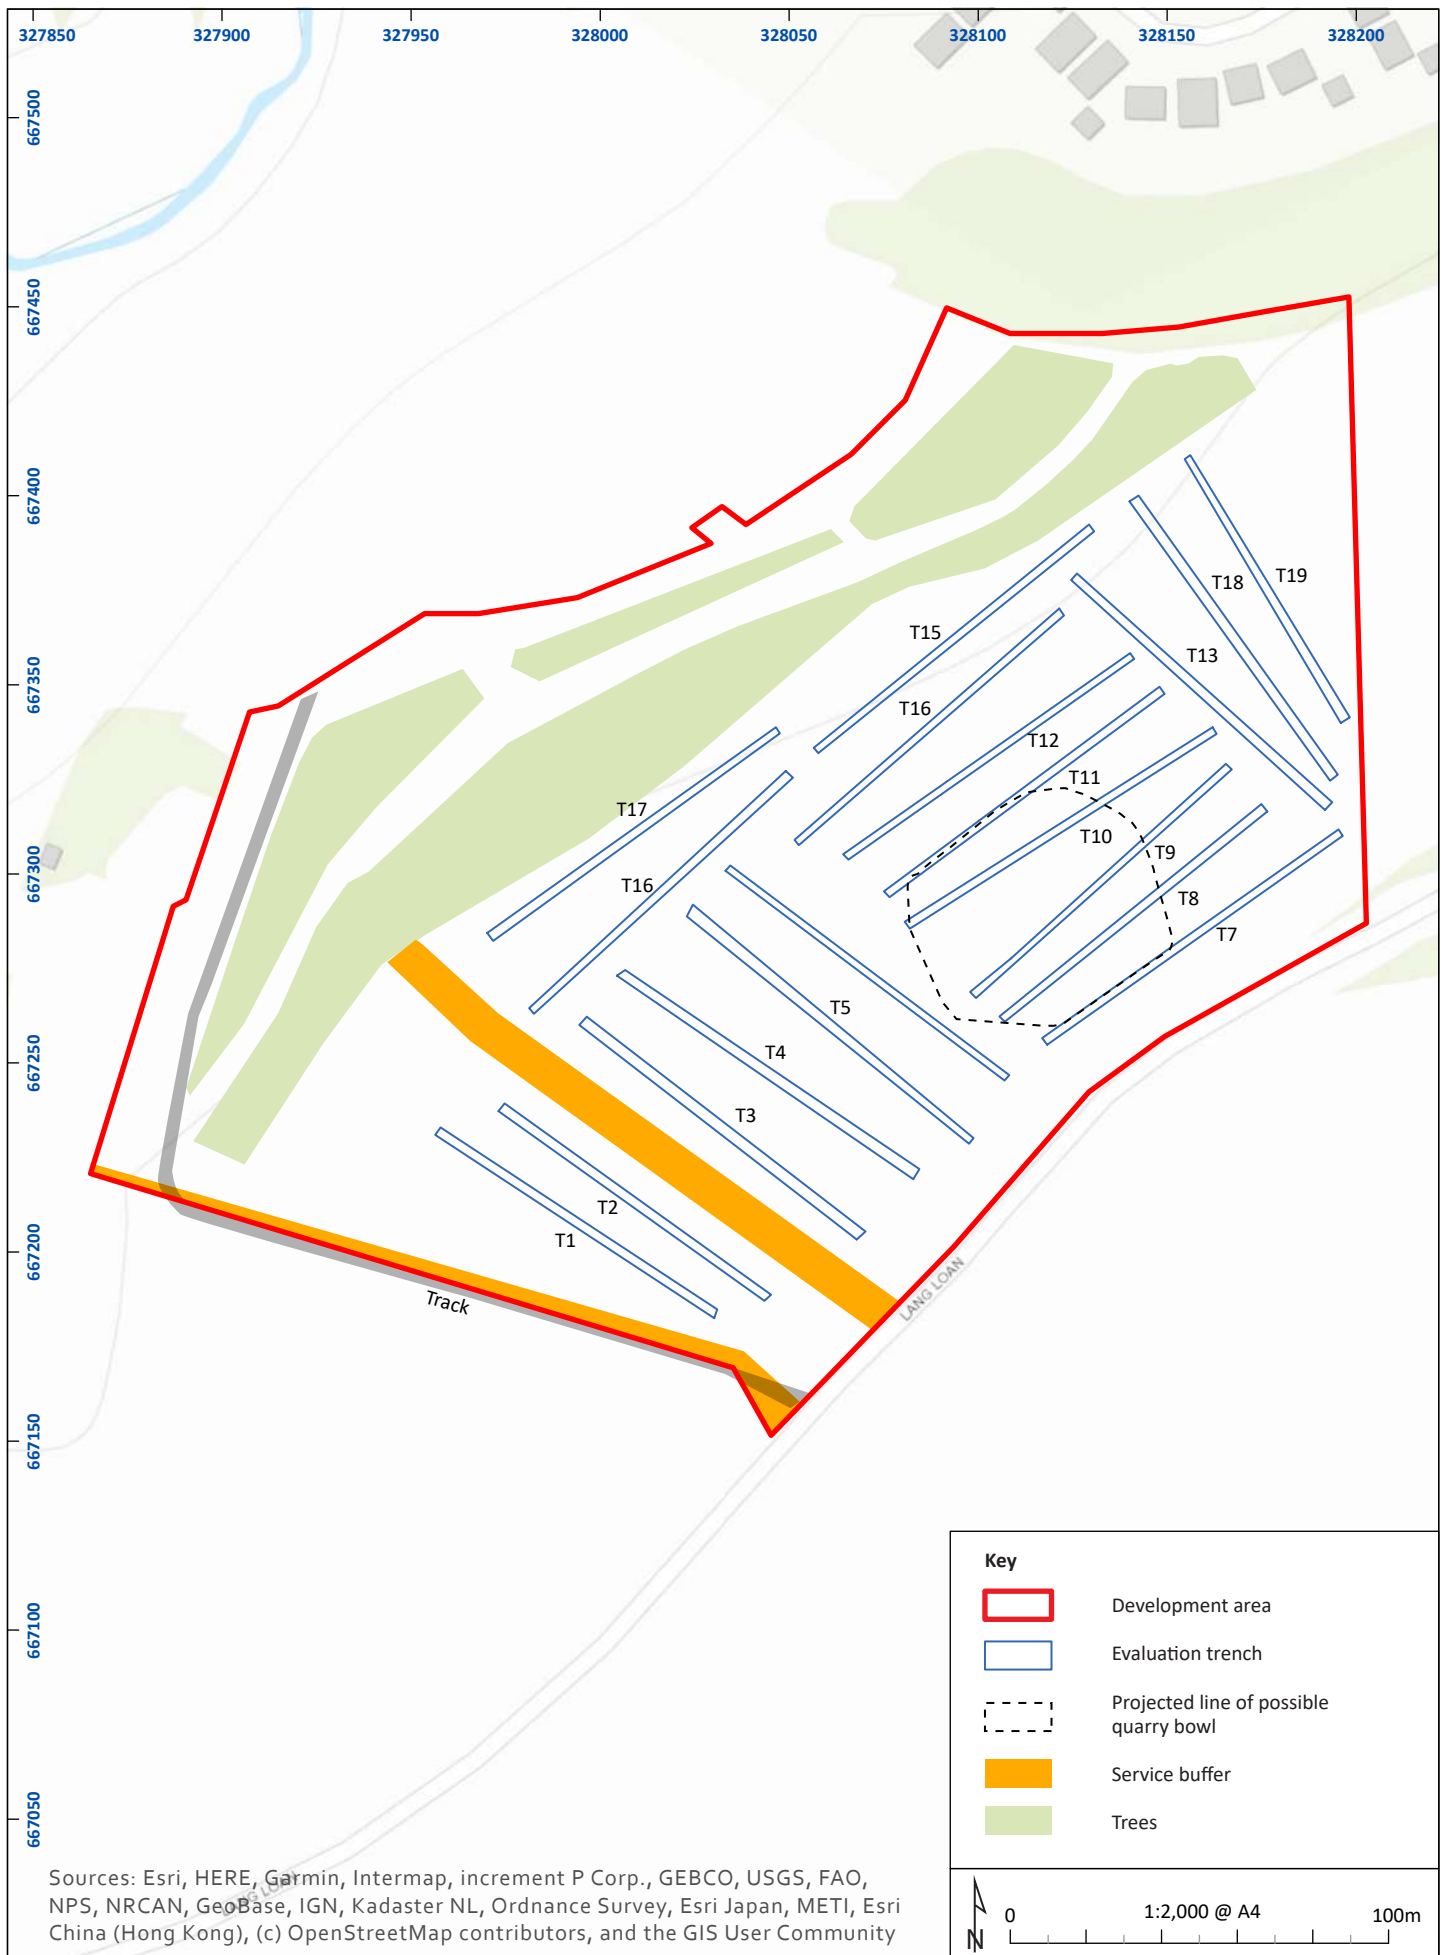 327850 327900 327950 328000 328050 328100 328150 328200
667500
667450
667400
667350
667300
667250
667200
667150
667100
667050
T19
T18
T15
T13
T16
T12
T11
T17
T10
T9
T16
T8
T7
T5
T4
T3
T2
T1
Track
LANG LOAN
LANG LOAN
Key
Development area
Evaluation trench
Projected line of possible
quarry bowl
Service buffer
Trees
Sources: Esri, HERE, Garmin, Intermap, increment P Corp., GEBCO, USGS, FAO,
NPS, NRCAN, GeoBase, IGN, Kadaster NL, Ordnance Survey, Esri Japan, METI, Esri
China (Hong Kong), (c) OpenStreetMap contributors, and the GIS User Community
N
0 1:2,000 @ A4 100m